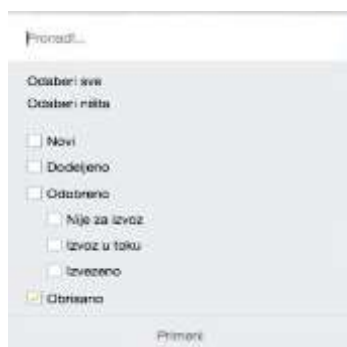 Pronađi...
Odaberi sve
Odaberi ništa
Novi
Dodeljeno
Odobreno
Nije za izvoz
Izvoz u toku
Izvezeno
Obrisano
Primeni